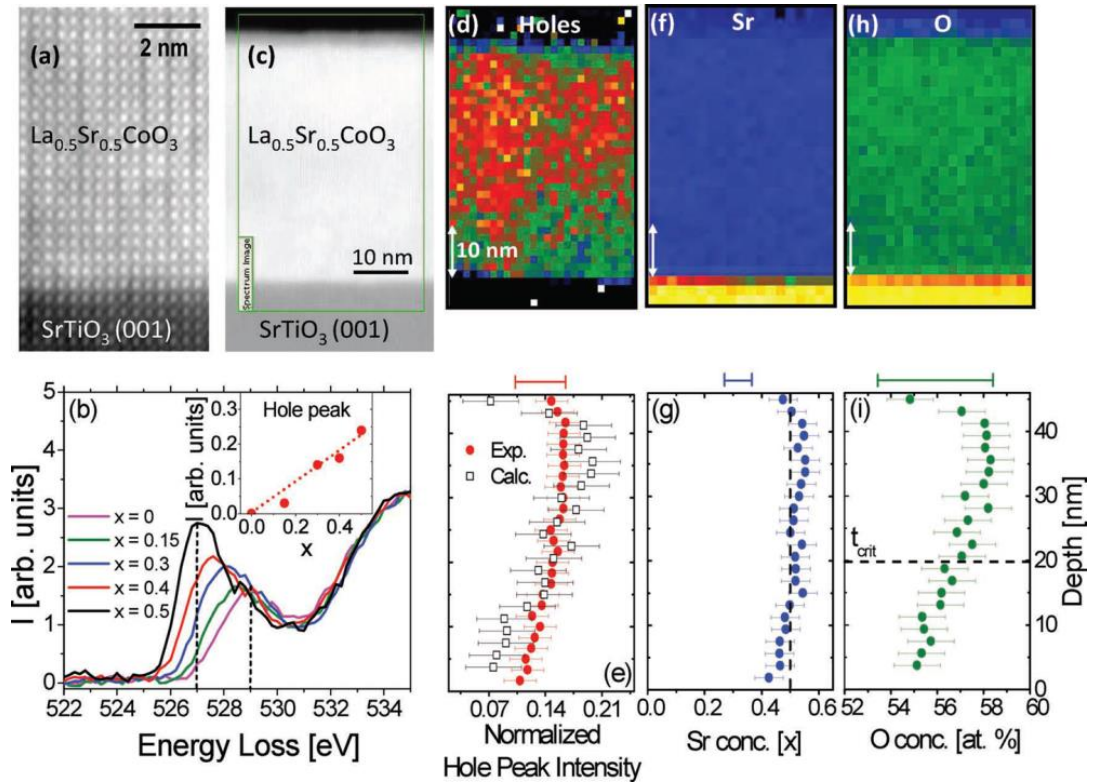 (a)
2 nm
La0.5Sr0.5CoO3
SrTiO3 (001)
(c)
La0.5Sr0.5CoO3
Spectrum Image
10 nm
SrTiO3 (001)
(d)
Holes
10 nm
(f)
Sr
(h)
O
(b)
I [arb. units]
5
4
3
2
1
0
522 524 526 528 530 532 534
Energy Loss [eV]
x = 0
x = 0.15
x = 0.3
x = 0.4
x = 0.5
Hole peak
I [arb. units]
0.3
0.2
0.1
0.0
0.0 0.2 0.4
x
Exp.
Calc.
(e)
0.07 0.14 0.21
Normalized
Hole Peak Intensity
(g)
0.0 0.3 0.6
Sr conc. [x]
(i)
tcrit
52 54 56 58 60
O conc. [at. %]
40
30
20
10
0
Depth [nm]